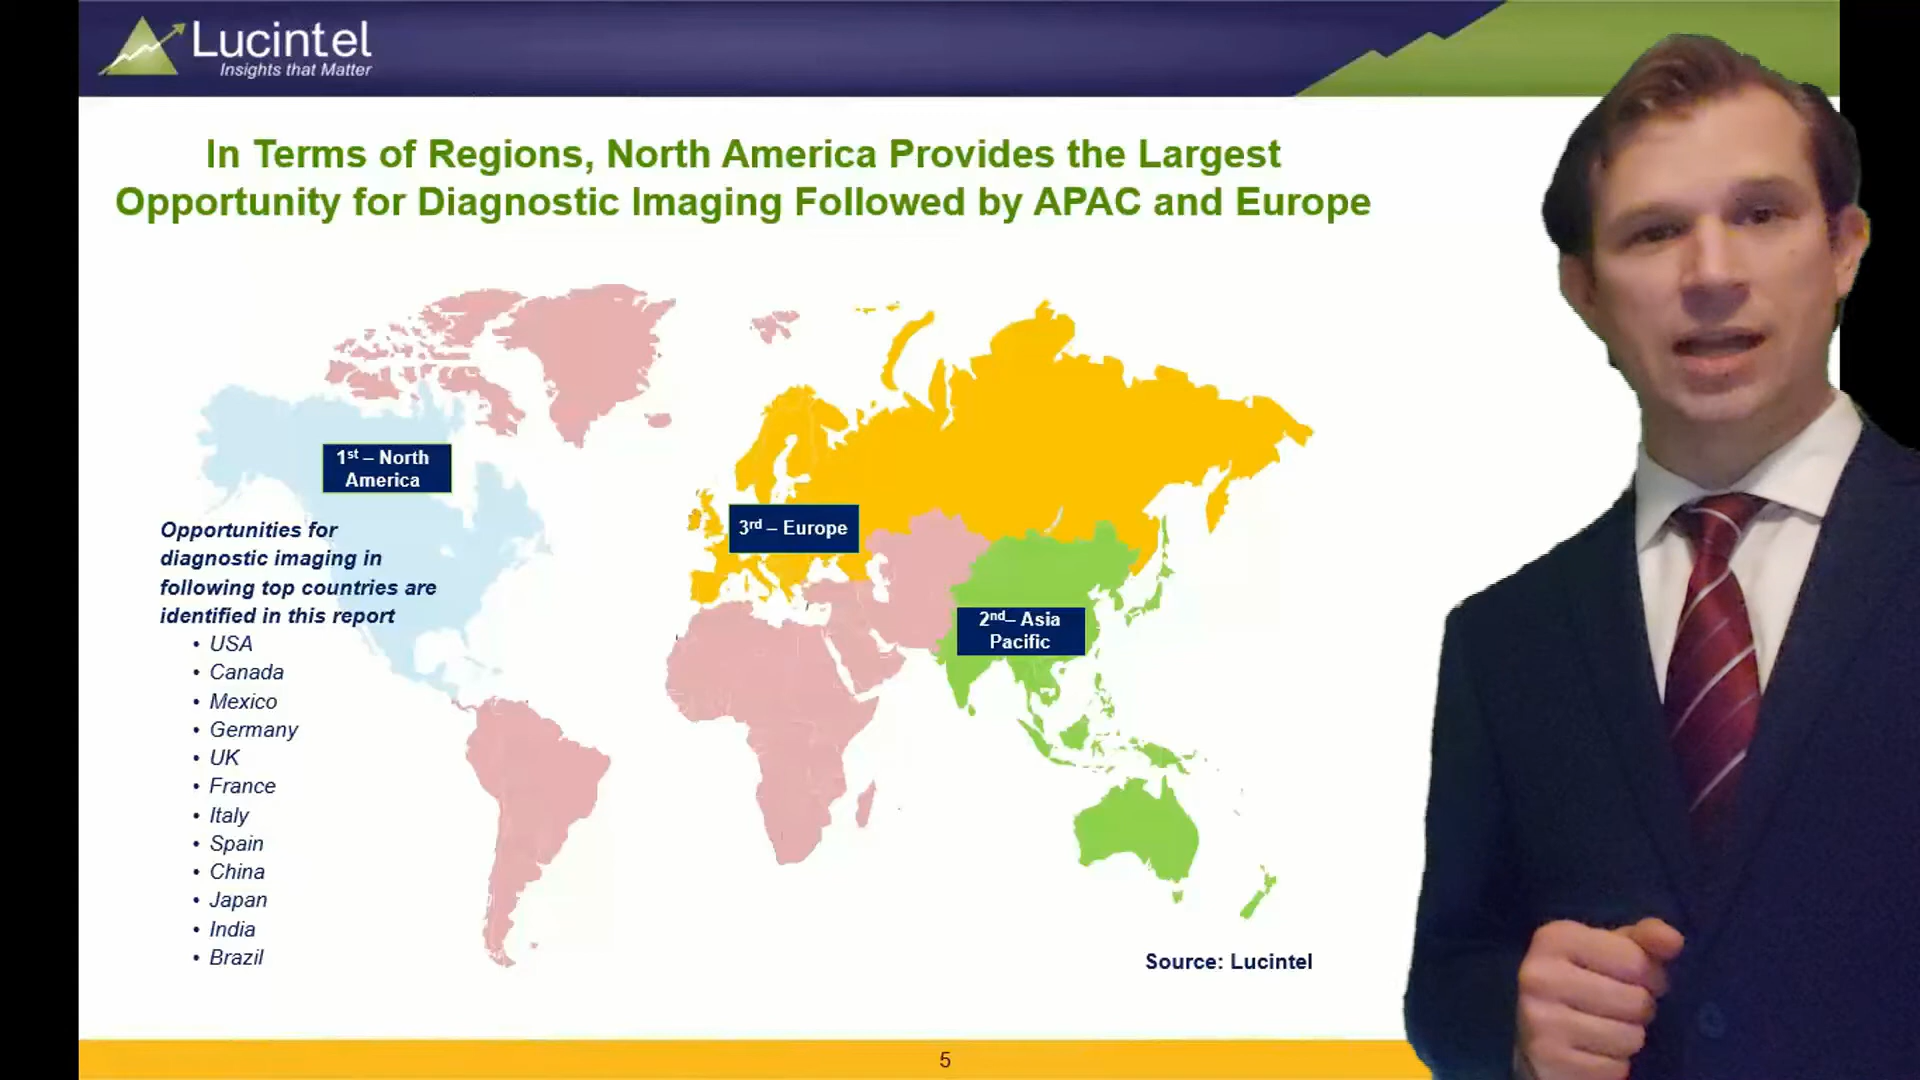 Lucintel
Insights that Matter
In Terms of Regions, North America Provides the Largest
Opportunity for Diagnostic Imaging Followed by APAC and Europe
1st – North
America
3rd – Europe
2nd– Asia
Pacific
Opportunities for
diagnostic imaging in
following top countries are
identified in this report
• USA
• Canada
• Mexico
• Germany
• UK
• France
• Italy
• Spain
• China
• Japan
• India
• Brazil
Source: Lucintel
5